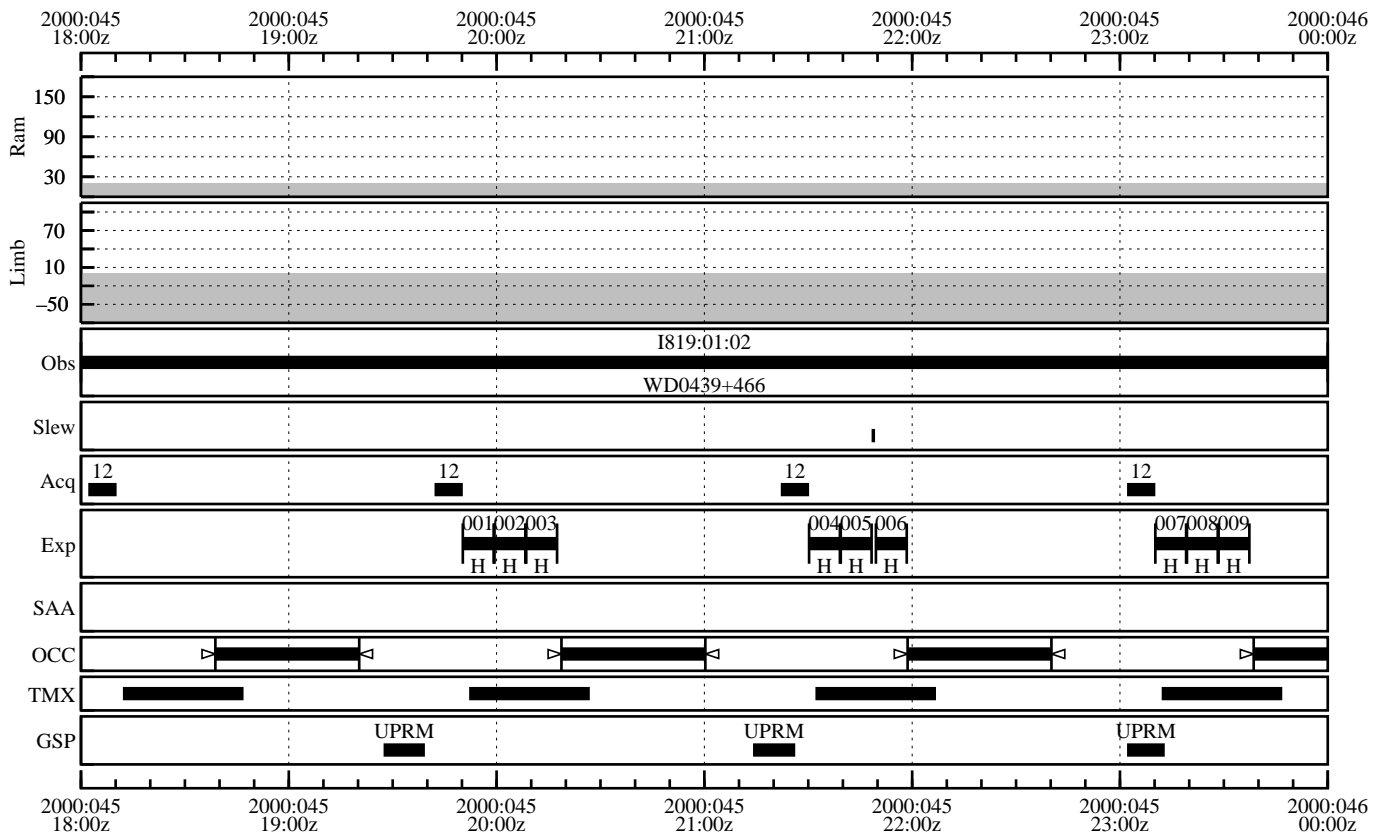 2000:045 2000:045 2000:045 2000:045 2000:045 2000:045 2000:046
18:00z 19:00z 20:00z 21:00z 22:00z 23:00z 00:00z
150
90
30
Ram
70
10
–50
Limb
I819:01:02
Obs
WD0439+466
Slew
12 12 12 12
Acq
001002003 004005006 007008009
Exp
H H H H H H H H H
SAA
OCC
TMX
UPRM UPRM UPRM
GSP
2000:045 2000:045 2000:045 2000:045 2000:045 2000:045 2000:046
18:00z 19:00z 20:00z 21:00z 22:00z 23:00z 00:00z